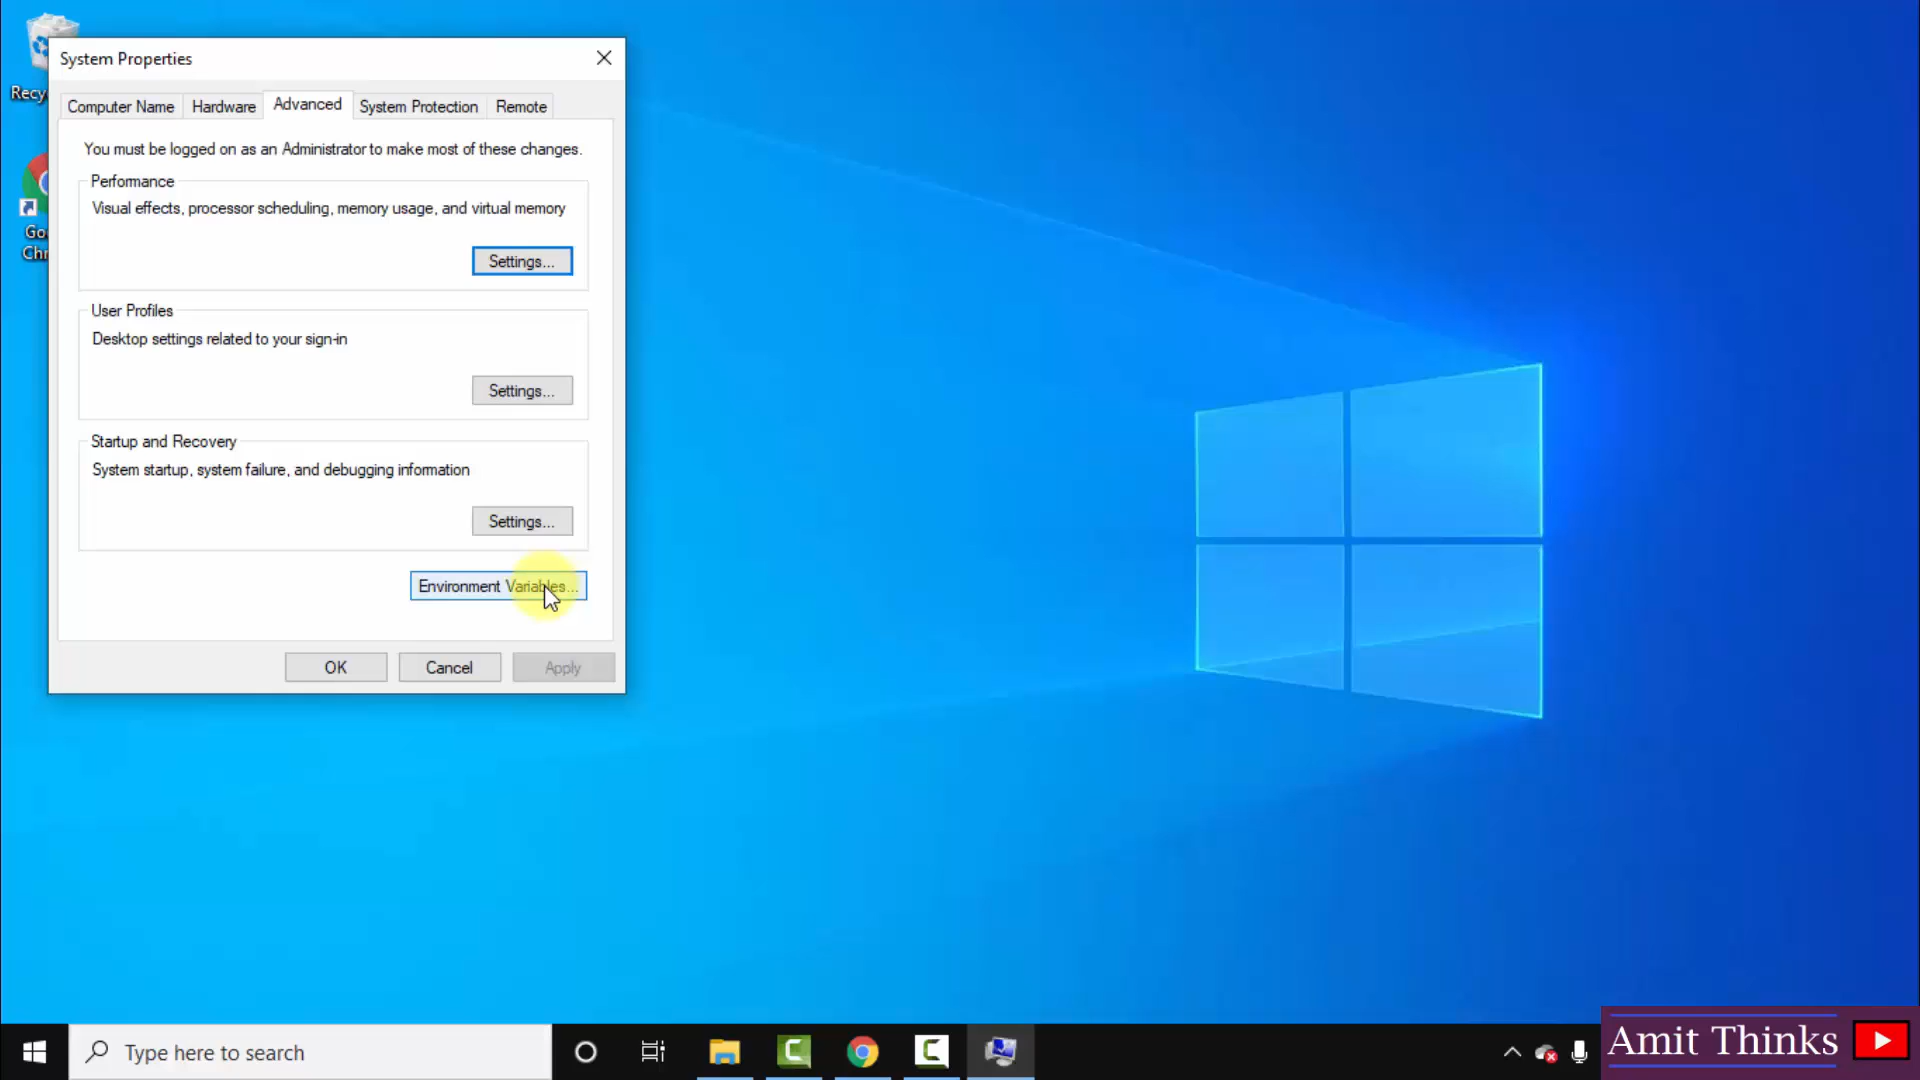 Recy
Go
Chr
System Properties
Computer Name Hardware Advanced System Protection Remote
You must be logged on as an Administrator to make most of these changes.
Performance
Visual effects, processor scheduling, memory usage, and virtual memory
Settings...
User Profiles
Desktop settings related to your sign-in
Settings...
Startup and Recovery
System startup, system failure, and debugging information
Settings...
Environment Variables...
OK Cancel Apply
Type here to search
Amit Thinks